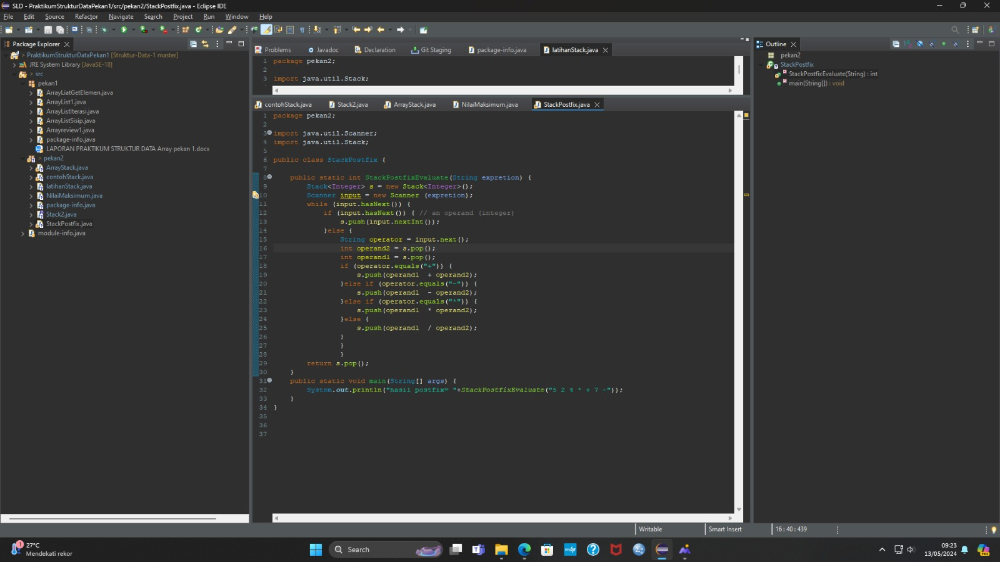 SLD - PraktikumStrukturDataPekan1/src/pekan2/StackPostfix.java - Eclipse IDE
File Edit Source Refactor Navigate Search Project Run Window Help
Package Explorer
> PraktikumStrukturDataPekan1 [Struktur-Data-1 master]
JRE System Library [JavaSE-18]
> src
pekan1
ArrayLiatGetElemen.java
ArrayList1.java
ArrayListIterasi.java
ArrayListSisip.java
Arrayreview1.java
package-info.java
LAPORAN PRAKTIKUM STRUKTUR DATA Array pekan 1.docx
> pekan2
ArrayStack.java
contohStack.java
latihanStack.java
NilaiMaksimum.java
package-info.java
Stack2.java
StackPostfix.java
module-info.java
Problems Javadoc Declaration Git Staging package-info.java latihanStack.java
1 package pekan2;
2
3 import java.util.Stack;
contohStack.java Stack2.java ArrayStack.java NilaiMaksimum.java StackPostfix.java
1 package pekan2;
2
3 import java.util.Scanner;
4 import java.util.Stack;
5
6 public class StackPostfix {
7
8 public static int StackPostfixEvaluate(String expretion) {
9 Stack<Integer> s = new Stack<Integer>();
10 Scanner input = new Scanner (expretion);
11 while (input.hasNext()) {
12 if (input.hasNext()) { // an operand (integer)
13 s.push(input.nextInt());
14 }else {
15 String operator = input.next();
16 int operand2 = s.pop();
17 int operand1 = s.pop();
18 if (operator.equals("+")) {
19 s.push(operand1  + operand2);
20 }else if (operator.equals("-")) {
21 s.push(operand1  - operand2);
22 }else if (operator.equals("*")) {
23 s.push(operand1  * operand2);
24 }else {
25 s.push(operand1  / operand2);
26 }
27 }
28 }
29 return s.pop();
30 }
31 public static void main(String[] args) {
32 System.out.println("hasil postfix= "+StackPostfixEvaluate("5 2 4 * + 7 -"));
33 }
34 }
35
36
37
Outline
pekan2
StackPostfix
StackPostfixEvaluate(String) : int
main(String[]) : void
Writable Smart Insert 16 : 40 : 439
1
27°C
Mendekati rekor
Search
09:23
13/05/2024
PRE